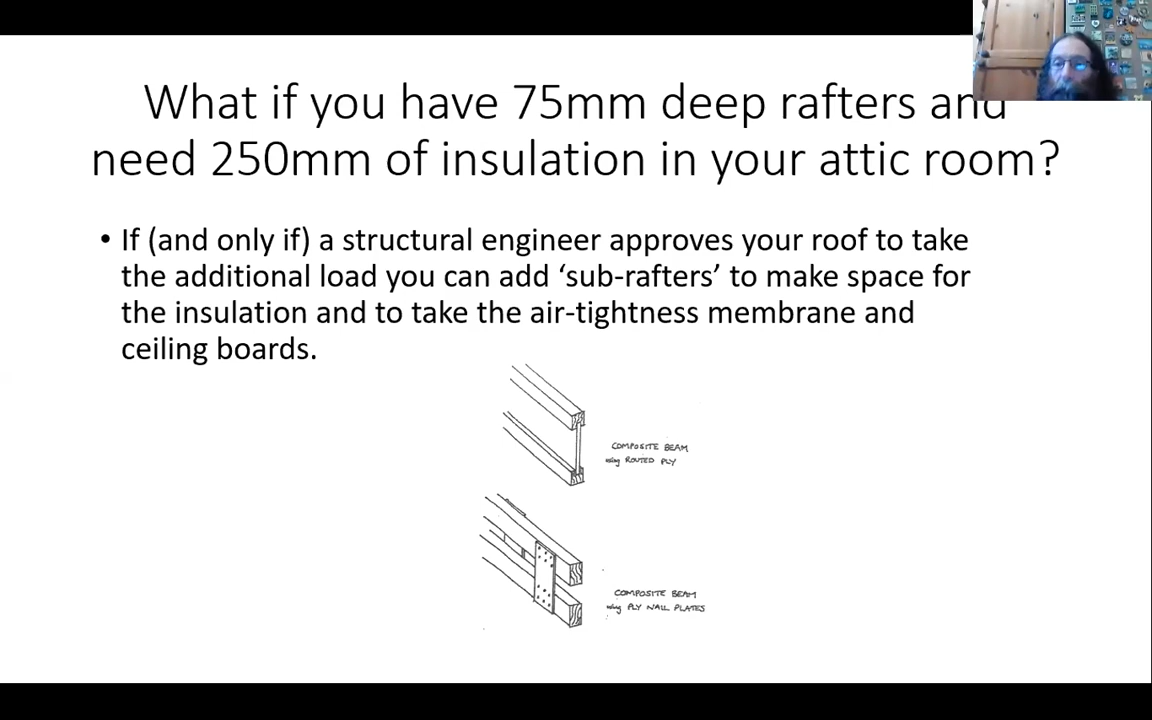 What if you have 75mm deep rafters and
need 250mm of insulation in your attic room?
• If (and only if) a structural engineer approves your roof to take
the additional load you can add ‘sub-rafters’ to make space for
the insulation and to take the air-tightness membrane and
ceiling boards.
COMPOSITE BEAM
using ROUTED PLY
COMPOSITE BEAM
using PLY NAIL PLATES